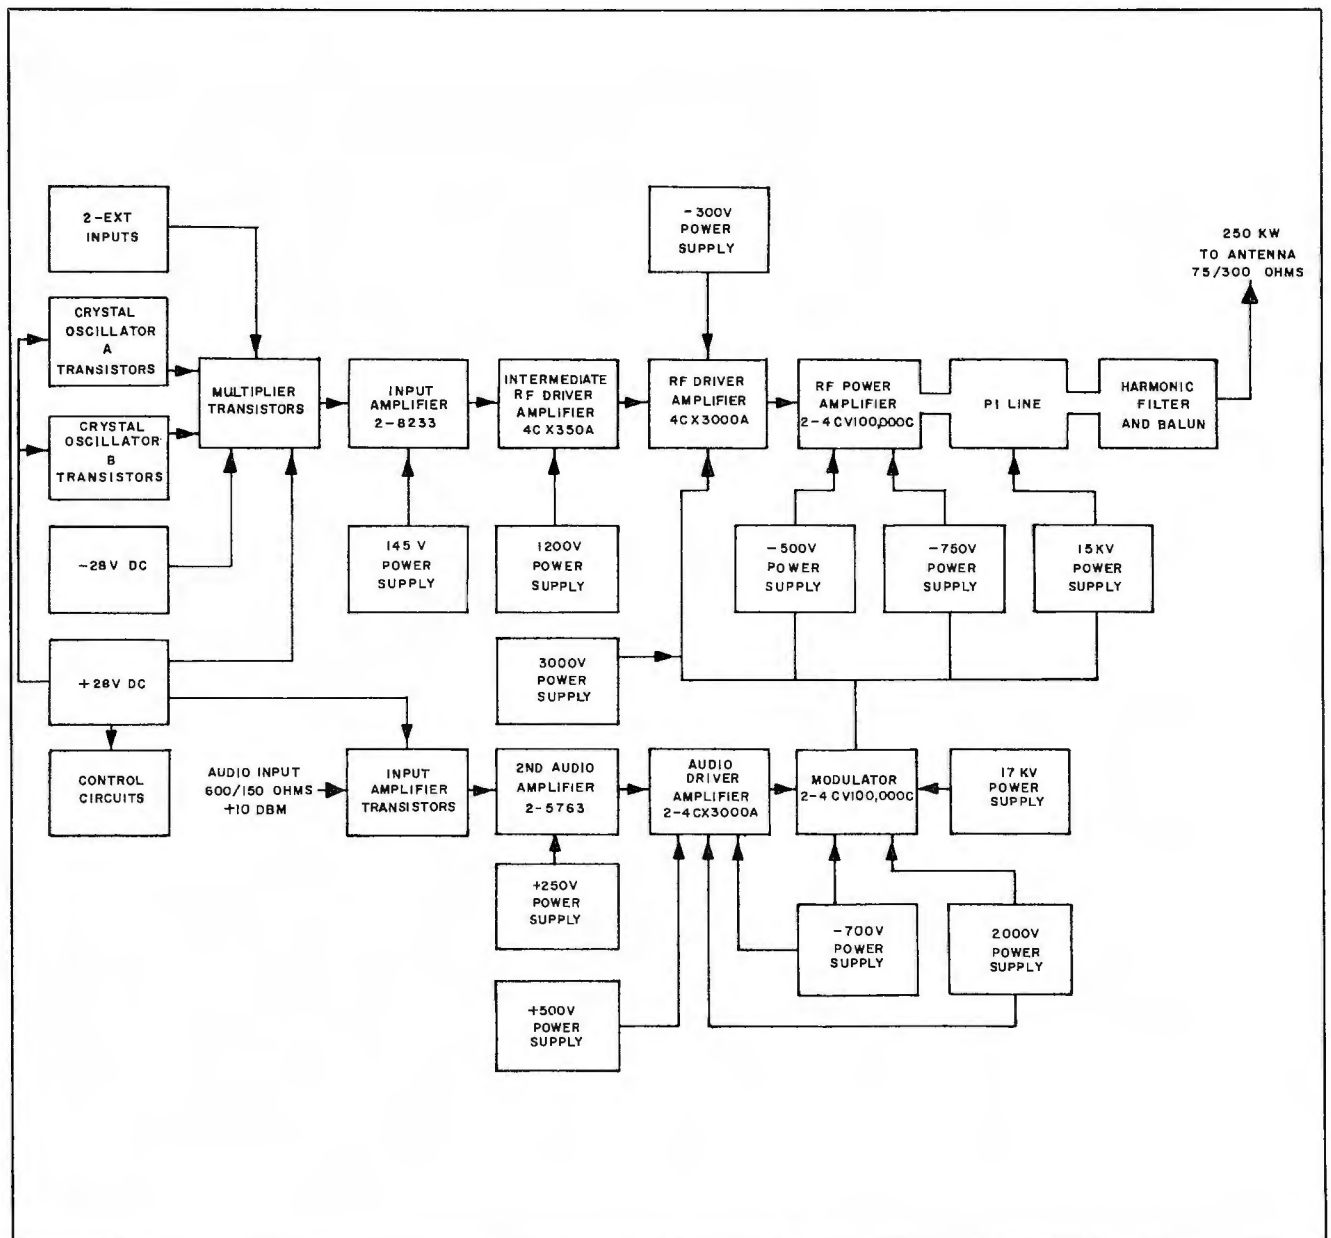 2-EXT
INPUTS
-300V
POWER
SUPPLY
250 KW
TO ANTENNA
75/300 OHMS
CRYSTAL
OSCILLATOR
A
TRANSISTORS
CRYSTAL
OSCILLATOR
B
TRANSISTORS
MULTIPLIER
TRANSISTORS
INPUT
AMPLIFIER
2-8233
INTERMEDIATE
RF DRIVER
AMPLIFIER
4CX350A
RF DRIVER
AMPLIFIER
4CX3000A
RF POWER
AMPLIFIER
2-4CV100,000C
PI LINE
HARMONIC
FILTER
AND BALUN
-28V DC
145 V
POWER
SUPPLY
1200V
POWER
SUPPLY
-500V
POWER
SUPPLY
-750V
POWER
SUPPLY
15KV
POWER
SUPPLY
+28V DC
3000V
POWER
SUPPLY
CONTROL
CIRCUITS
AUDIO INPUT
600/150 OHMS
+10 DBM
INPUT
AMPLIFIER
TRANSISTORS
2ND AUDIO
AMPLIFIER
2-5763
AUDIO
DRIVER
AMPLIFIER
2-4CX3000A
MODULATOR
2-4CV100,000C
17 KV
POWER
SUPPLY
+250V
POWER
SUPPLY
-700V
POWER
SUPPLY
2000V
POWER
SUPPLY
+500V
POWER
SUPPLY